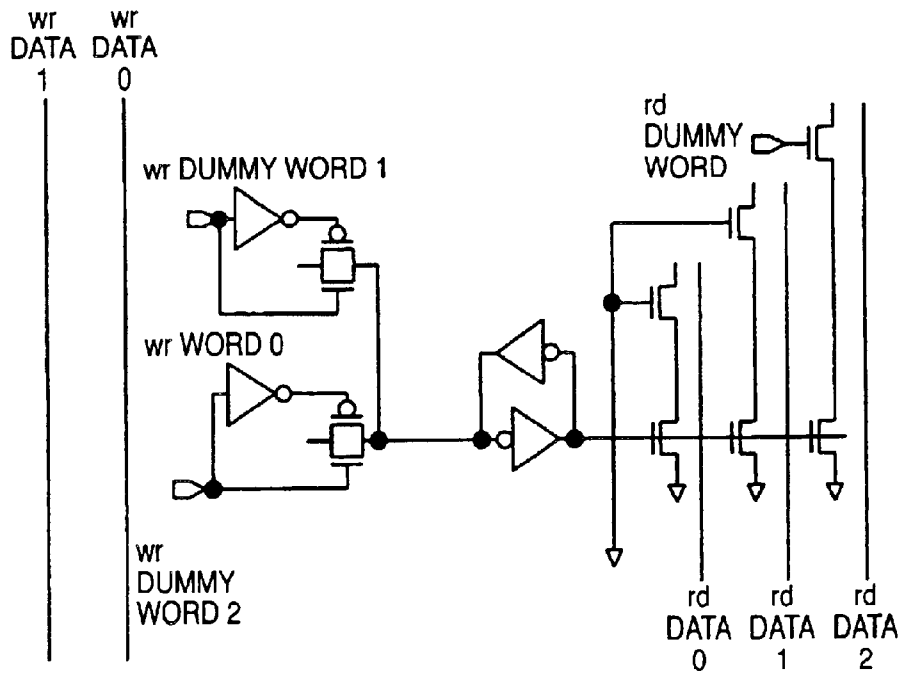 wr wr
DATA DATA
1 0
rd
DUMMY
WORD
wr DUMMY WORD 1
wr WORD 0
wr
DUMMY
WORD 2
rd rd rd
DATA DATA DATA
0 1 2